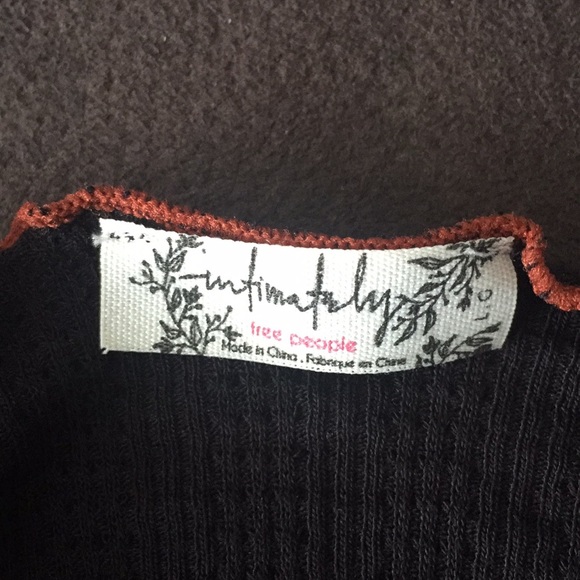 intimately
free people
Made in China . Fabriqué en Chine